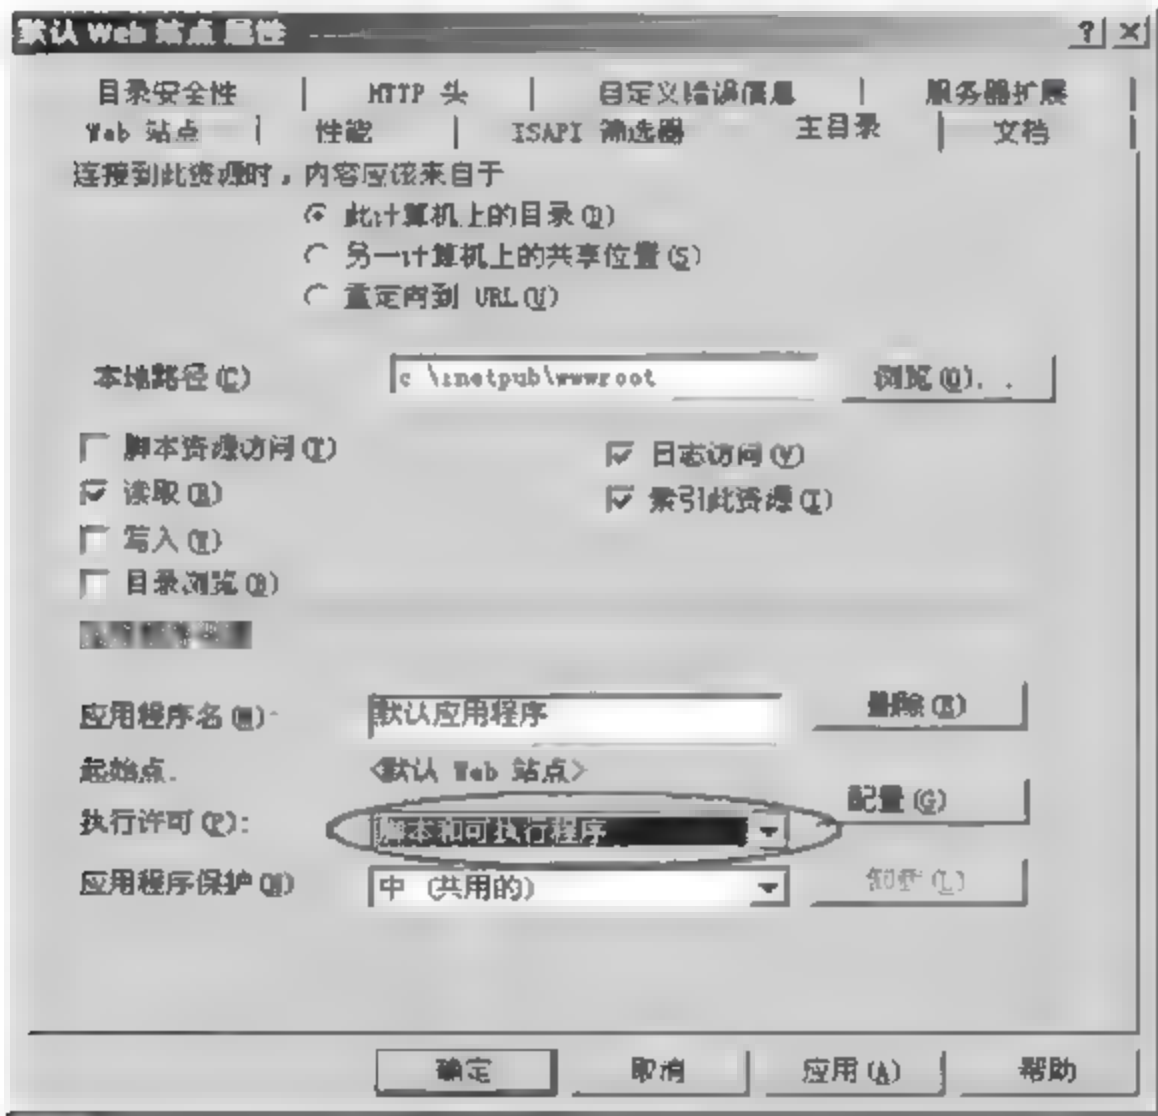 默认 Web 站点 属性 ? ×
目录安全性 HTTP 头 自定义错误信息 服务器扩展
Web 站点 性能 ISAPI 筛选器 主目录 文档
连接到此资源时，内容应该来自于
此计算机上的目录(D)
另一计算机上的共享位置(S)
重定向到 URL(U)
本地路径(C) c \inetpub\wwwroot 浏览(O). .
脚本资源访问(T) 日志访问(V)
读取(R) 索引此资源(I)
写入(W)
目录浏览(B)
应用程序名(M) 默认应用程序 删除(E)
起始点. <默认 Web 站点>
执行许可(P): 脚本和可执行程序 配置(G)
应用程序保护(N) 中 (共用的) 卸载(L)
确定 取消 应用(A) 帮助